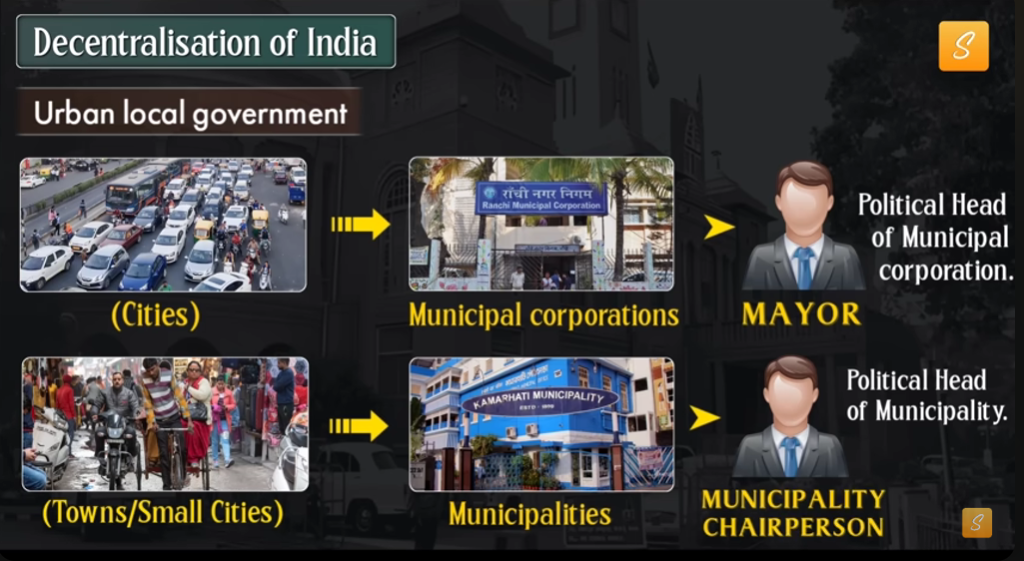 Decentralisation of India
S
Urban local government
राँची नगर निगम
Ranchi Municipal Corporation
Political Head
of Municipal
corporation.
(Cities)
Municipal corporations
MAYOR
KAMARHATI MUNICIPALITY
Political Head
of Municipality.
(Towns/Small Cities)
Municipalities
MUNICIPALITY
CHAIRPERSON
S